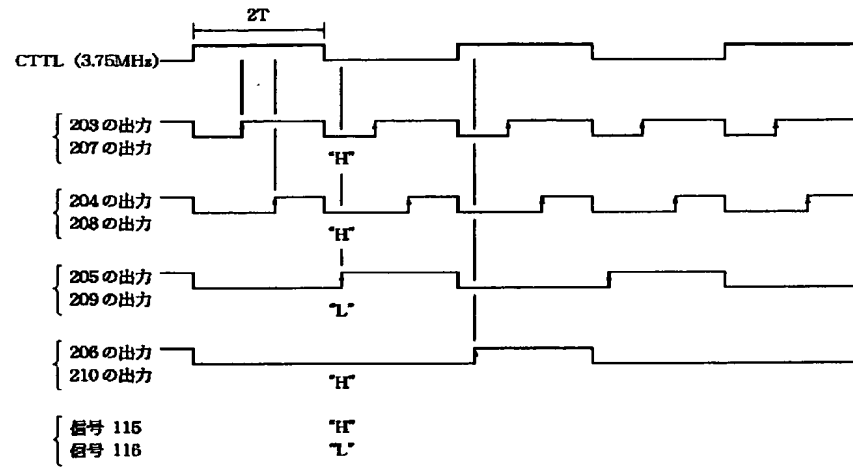 2T
CTTL (3.75MHz)
203の出力
207の出力
"H"
204の出力
208の出力
"H"
205の出力
209の出力
"L"
206の出力
210の出力
"H"
信号 115
"H"
信号 116
"L"